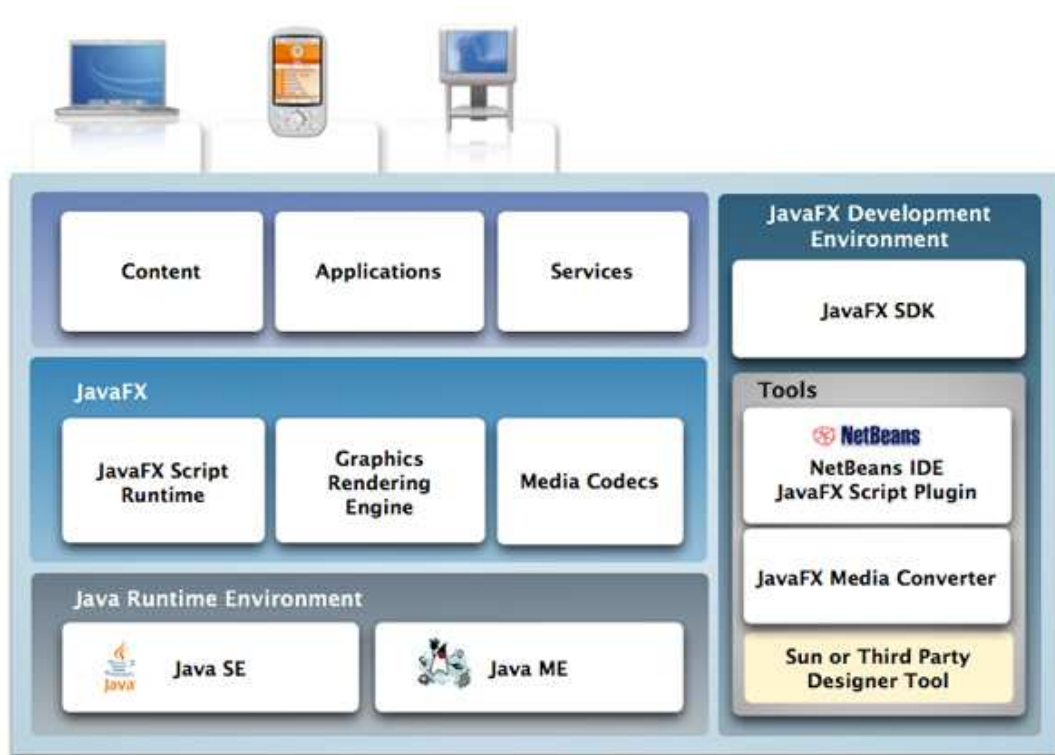 Content
Applications
Services
JavaFX
JavaFX Script
Runtime
Graphics
Rendering
Engine
Media Codecs
Java Runtime Environment
Java
Java SE
Java ME
JavaFX Development
Environment
JavaFX SDK
Tools
NetBeans
NetBeans IDE
JavaFX Script Plugin
JavaFX Media Converter
Sun or Third Party
Designer Tool